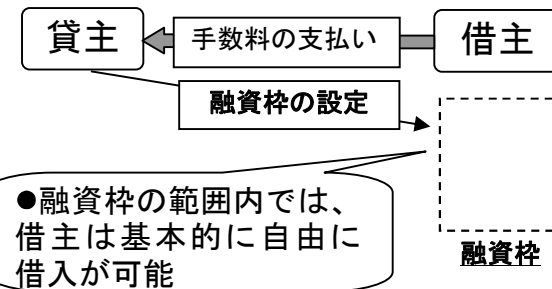 貸主
手数料の支払い
借主
融資枠の設定
●融資枠の範囲内では、
借主は基本的に自由に
借入が可能
融資枠